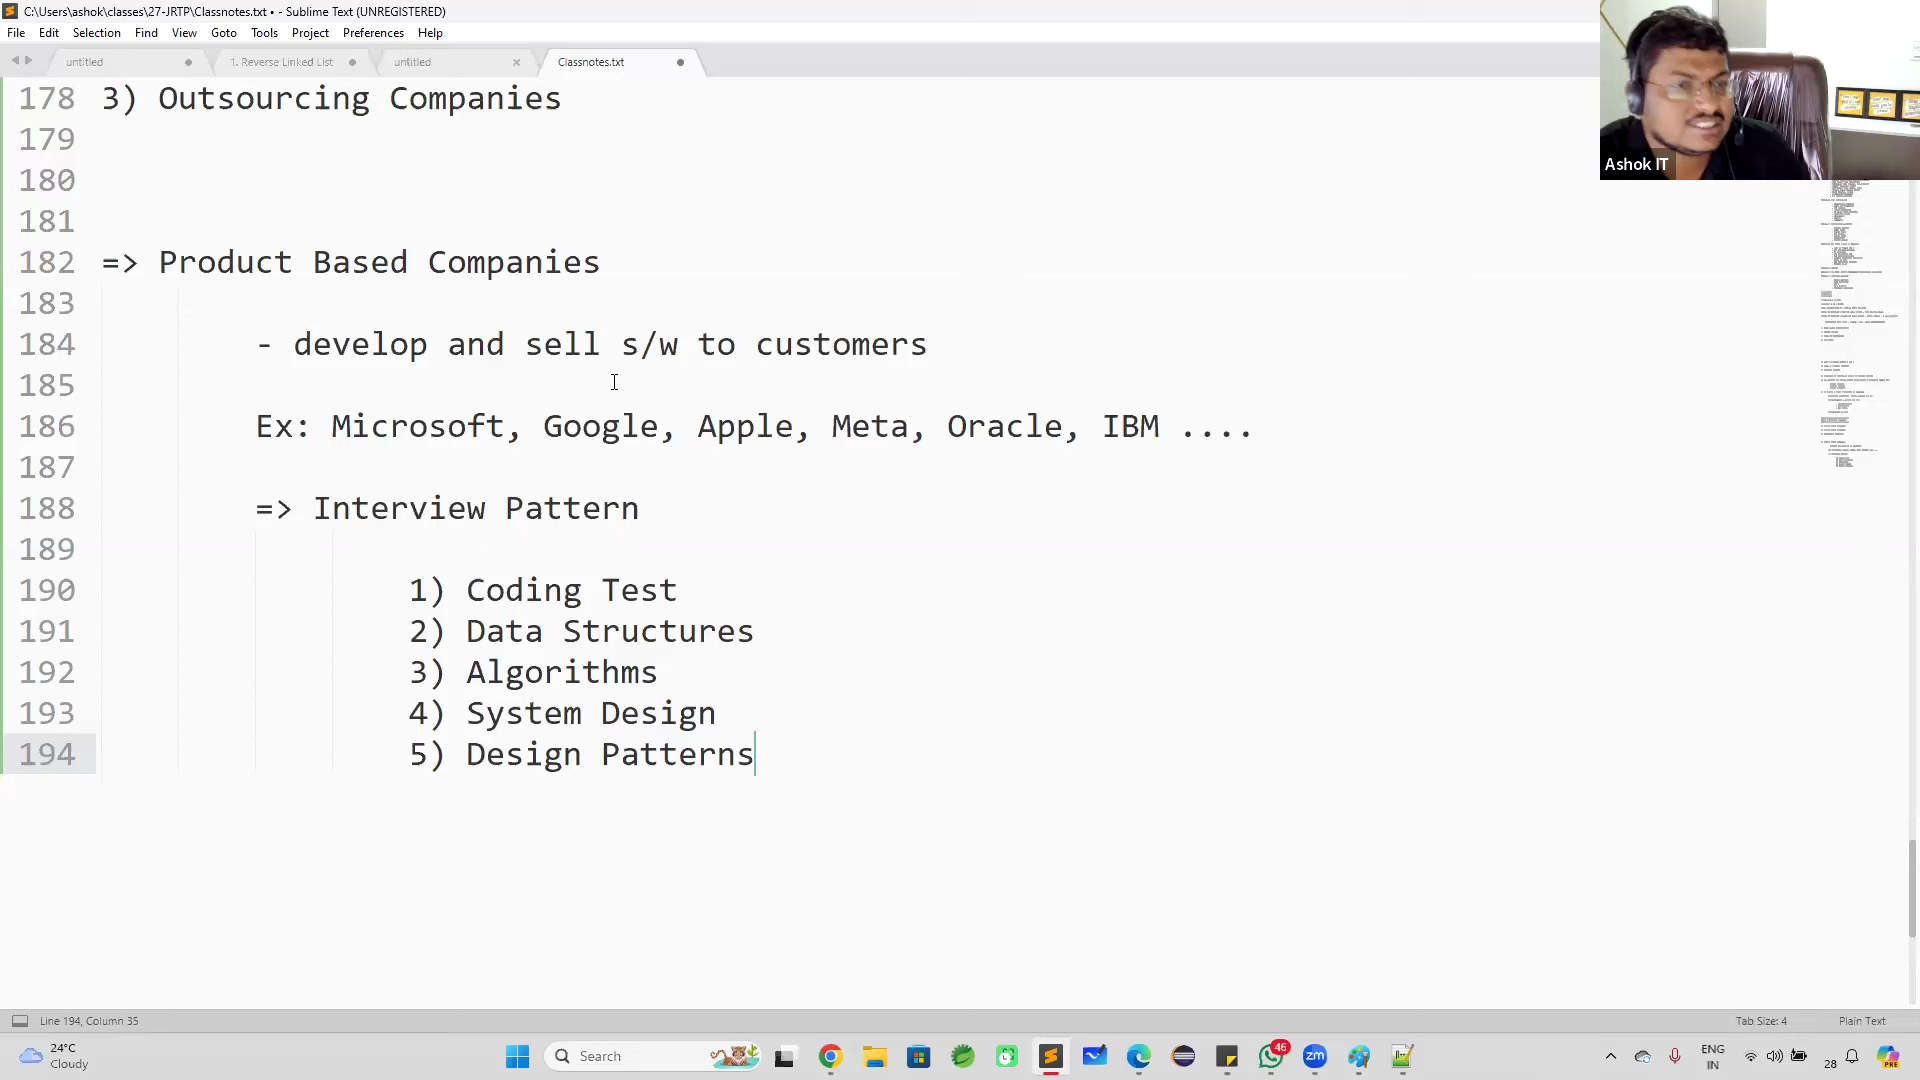 C:\Users\ashok\classes\27-JRTP\Classnotes.txt • - Sublime Text (UNREGISTERED)
File Edit Selection Find View Goto Tools Project Preferences Help
untitled 1. Reverse Linked List untitled Classnotes.txt
Ashok IT
178 3) Outsourcing Companies
179
180
181
182 => Product Based Companies
183
184 - develop and sell s/w to customers
185
186 Ex: Microsoft, Google, Apple, Meta, Oracle, IBM ....
187
188 => Interview Pattern
189
190 1) Coding Test
191 2) Data Structures
192 3) Algorithms
193 4) System Design
194 5) Design Patterns
Line 194, Column 35 Tab Size: 4 Plain Text
24°C
Cloudy
Search
46
zm
ENG
IN
28
PRE